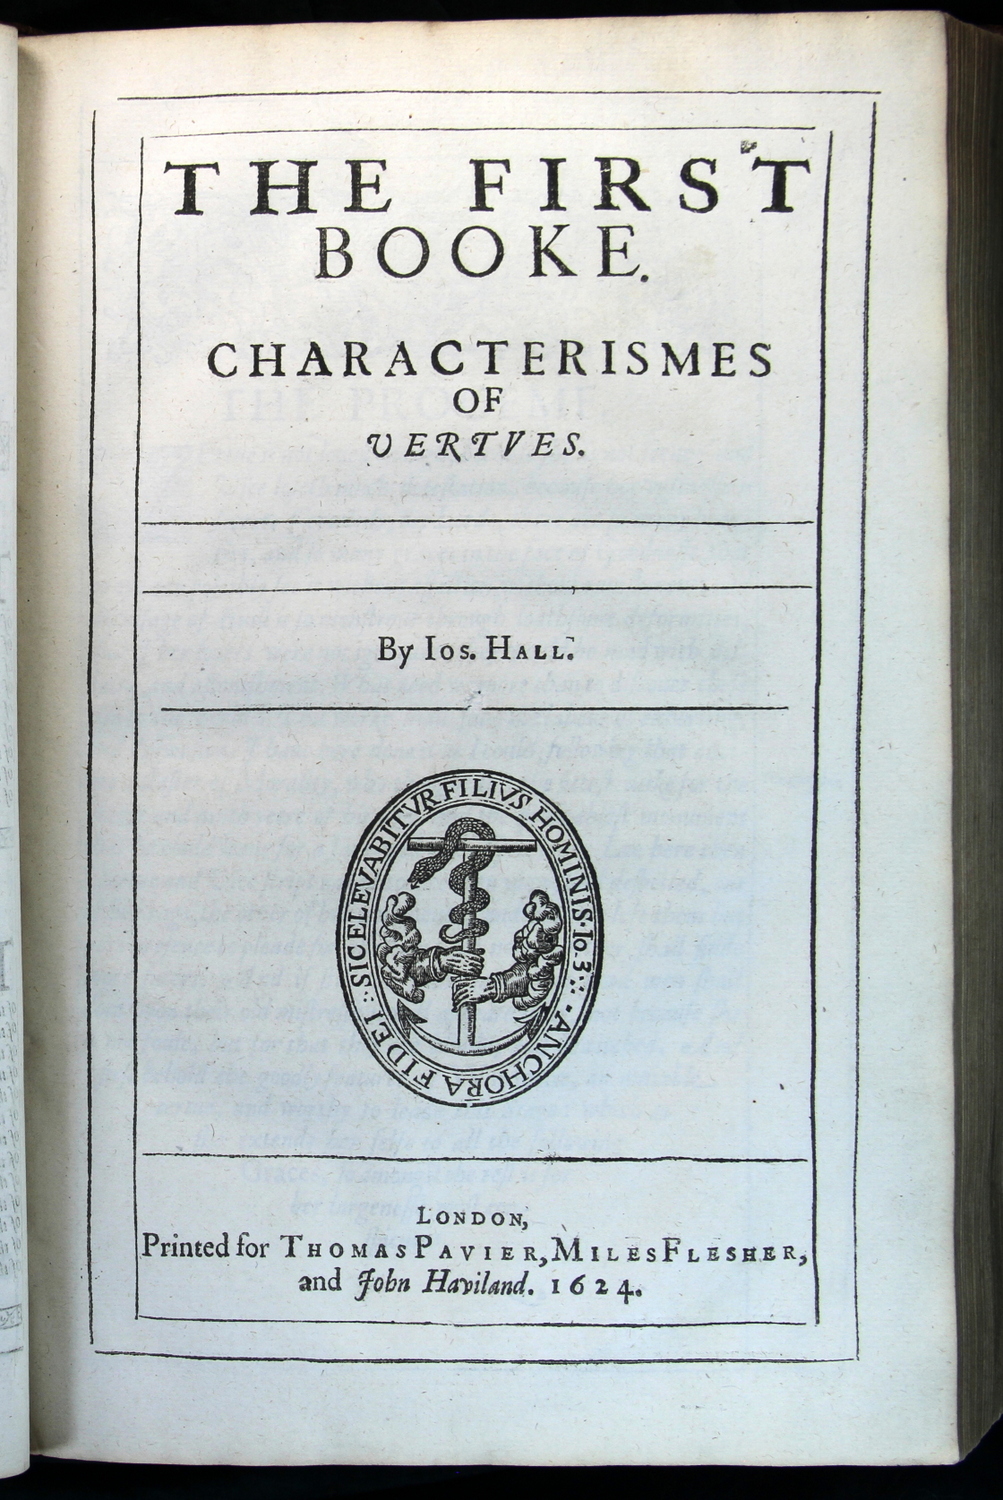 THE FIRST
BOOKE.
CHARACTERISMES
OF
VERTVES.
By IOS. HALL.
SIC ELEVABITVR FILIVS HOMINIS · Io. 3 :: · ANCHORA FIDEI ::
LONDON,
Printed for THOMAS PAVIER, MILES FLESHER,
and John Haviland. 1624.